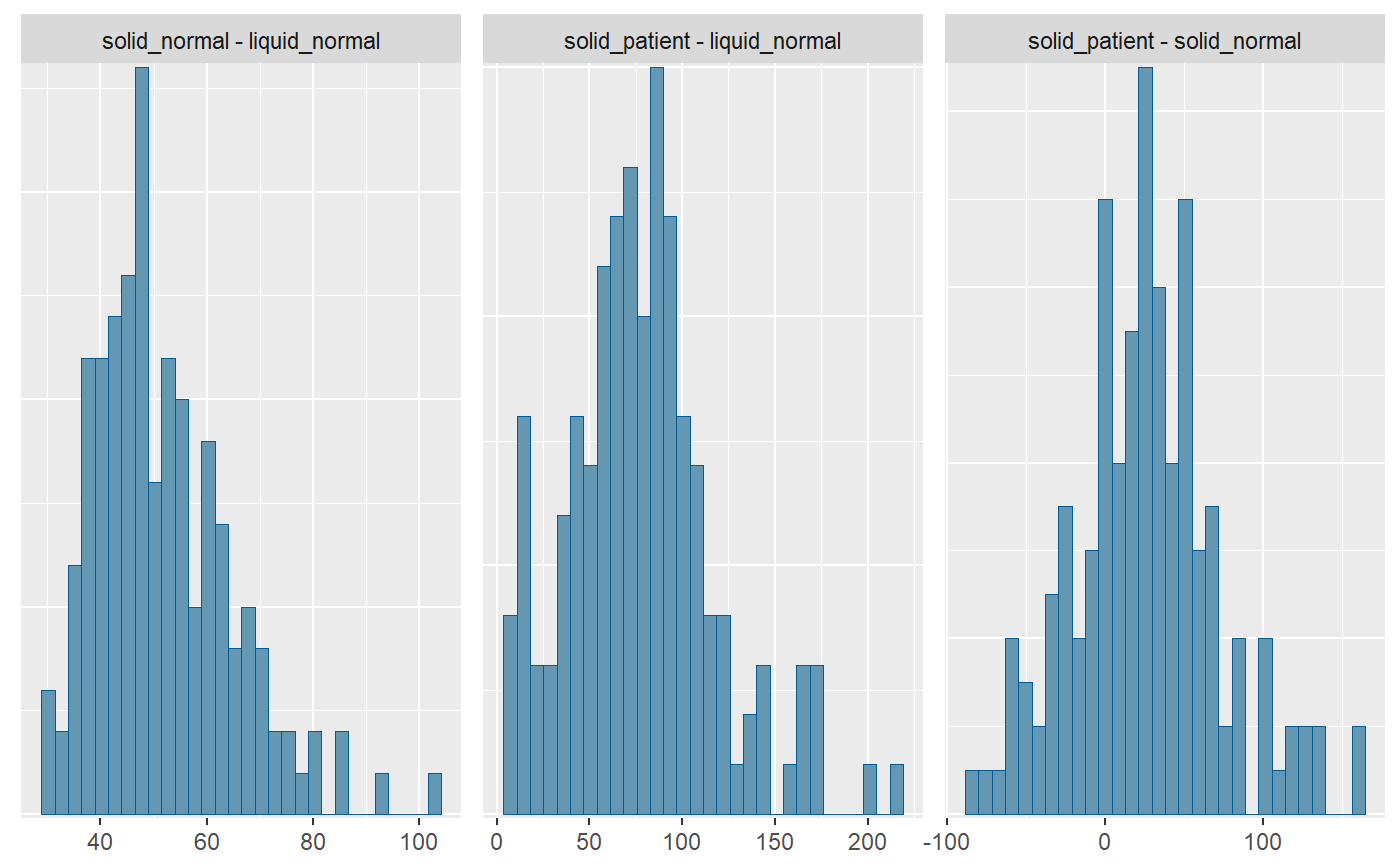 solid_normal - liquid_normal
solid_patient - liquid_normal
solid_patient - solid_normal
40 60 80 100
0 50 100 150 200
-100 0 100